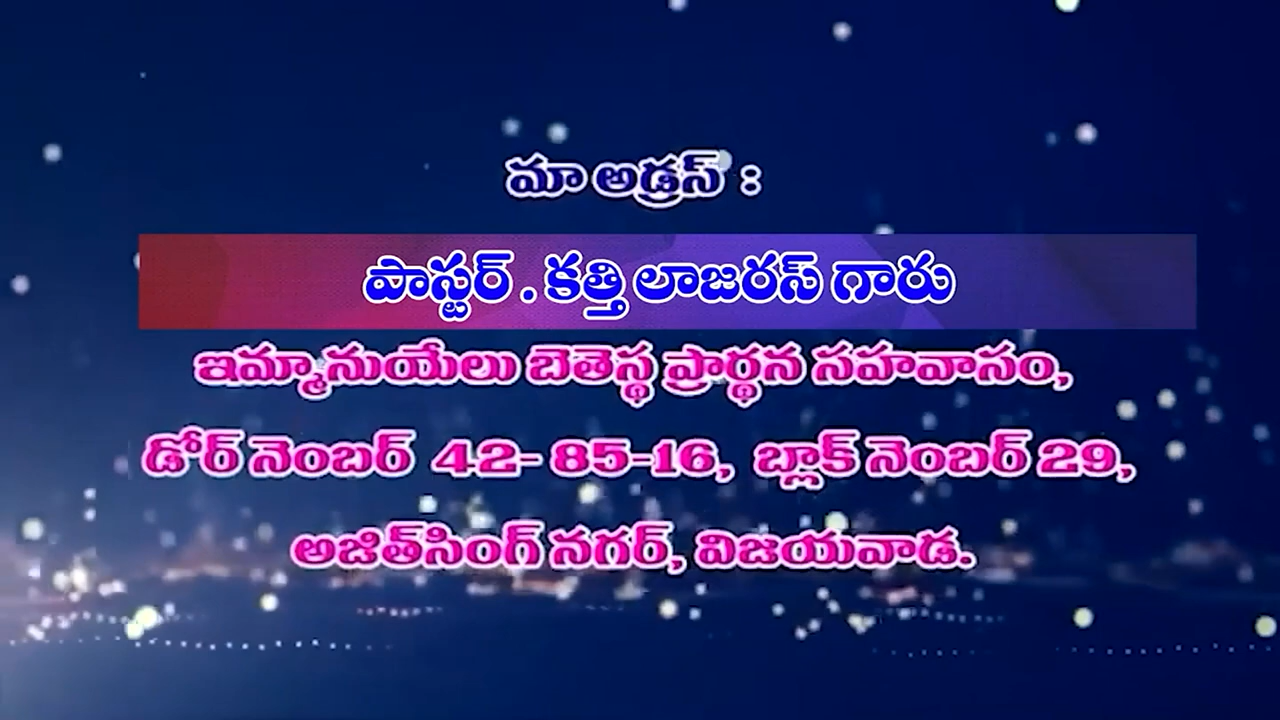 మా అడ్రస్ :
పాస్టర్ . కత్తి లాజరస్ గారు
ఇమ్మానుయేలు బెతెస్థ ప్రార్థన సహవాసం,
డోర్ నెంబర్ 42- 85-16, బ్లాక్ నెంబర్ 29,
అజిత్‌సింగ్ నగర్, విజయవాడ.